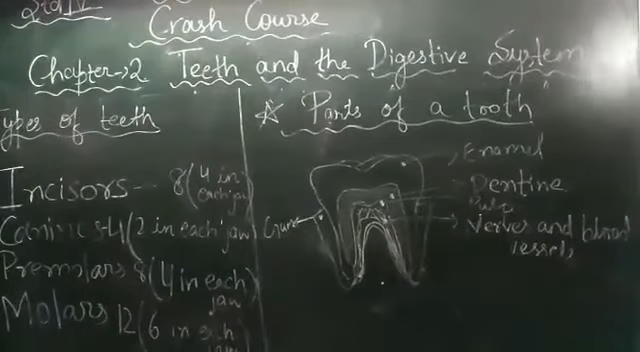 Std IV
Crash Course
Chapter→2 Teeth and the Digestive System
Types of teeth
Incisors - 8 (4 in each jaw)
Canines-4 (2 in each jaw)
Premolars 8 (4 in each jaw)
Molars 12 (6 in each jaw)
* Parts of a tooth
Enamel
Dentine
Pulp
Nerves and blood
vessels